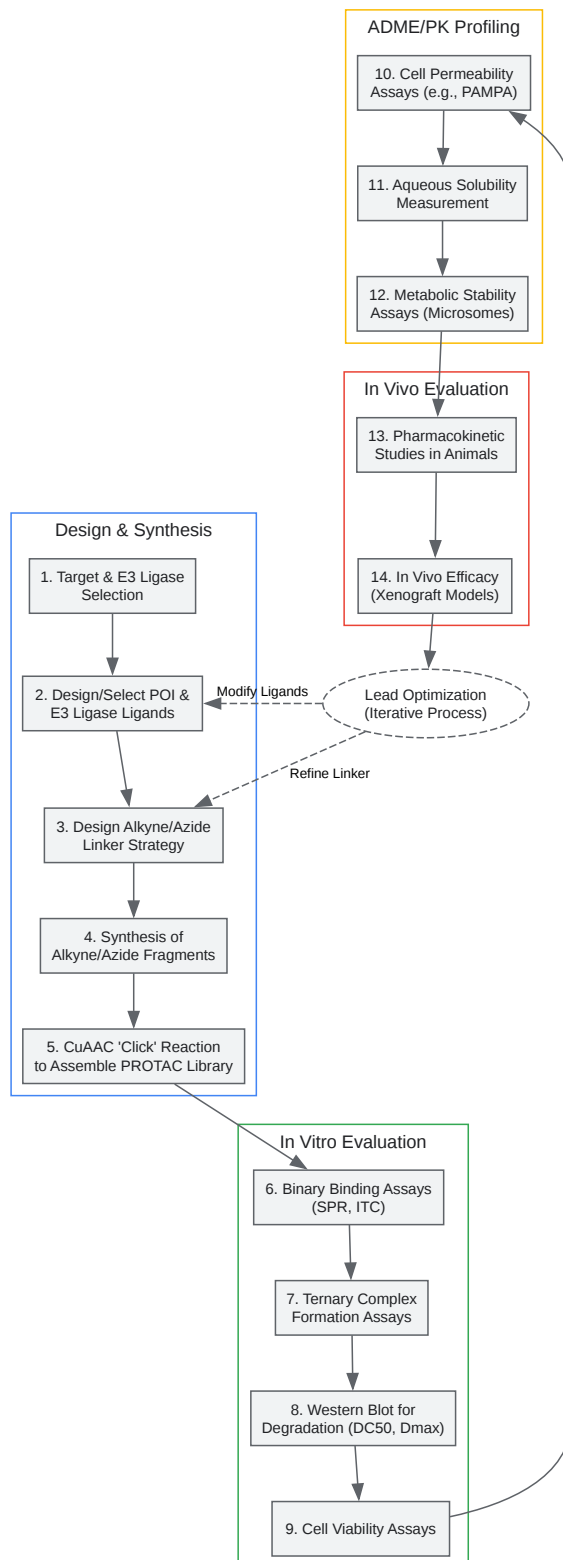 ADME/PK Profiling
10. Cell Permeability
Assays (e.g., PAMPA)
11. Aqueous Solubility
Measurement
12. Metabolic Stability
Assays (Microsomes)
In Vivo Evaluation
13. Pharmacokinetic
Studies in Animals
14. In Vivo Efficacy
(Xenograft Models)
Lead Optimization
(Iterative Process)
Modify Ligands
Refine Linker
Design & Synthesis
1. Target & E3 Ligase
Selection
2. Design/Select POI &
E3 Ligase Ligands
3. Design Alkyne/Azide
Linker Strategy
4. Synthesis of
Alkyne/Azide Fragments
5. CuAAC 'Click' Reaction
to Assemble PROTAC Library
In Vitro Evaluation
6. Binary Binding Assays
(SPR, ITC)
7. Ternary Complex
Formation Assays
8. Western Blot for
Degradation (DC50, Dmax)
9. Cell Viability Assays